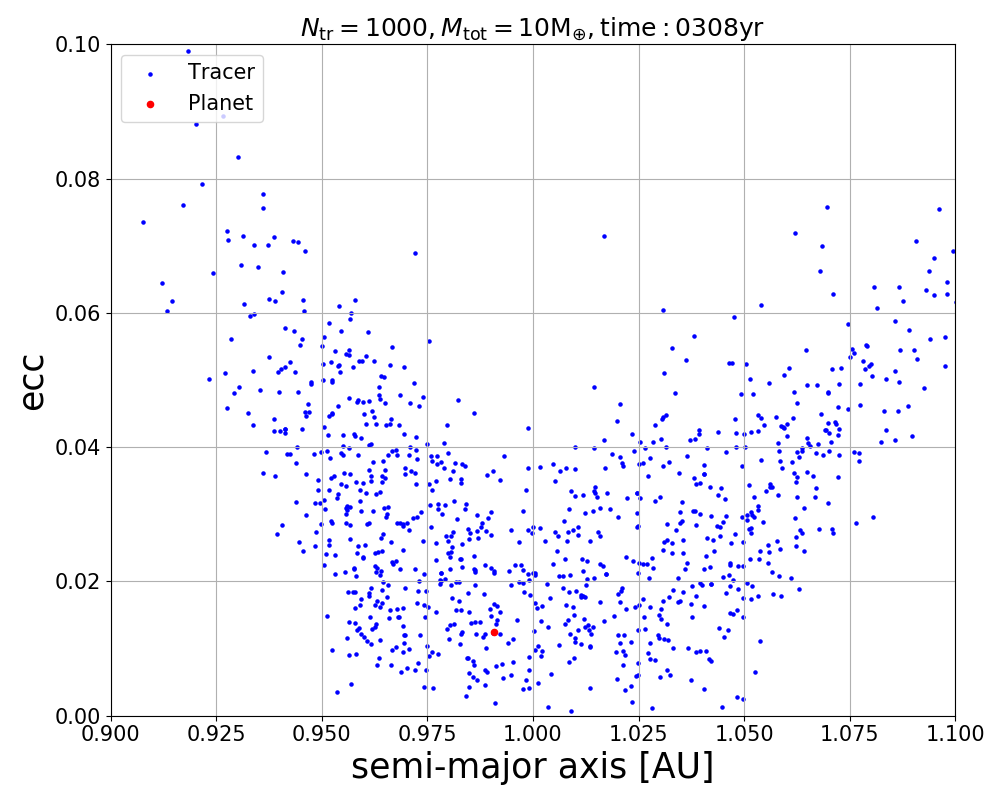 N_tr = 1000, M_tot = 10M_⊕, time : 0308yr
Tracer
Planet
0.10
0.08
0.06
0.04
0.02
0.00
ecc
0.900 0.925 0.950 0.975 1.000 1.025 1.050 1.075 1.100
semi-major axis [AU]